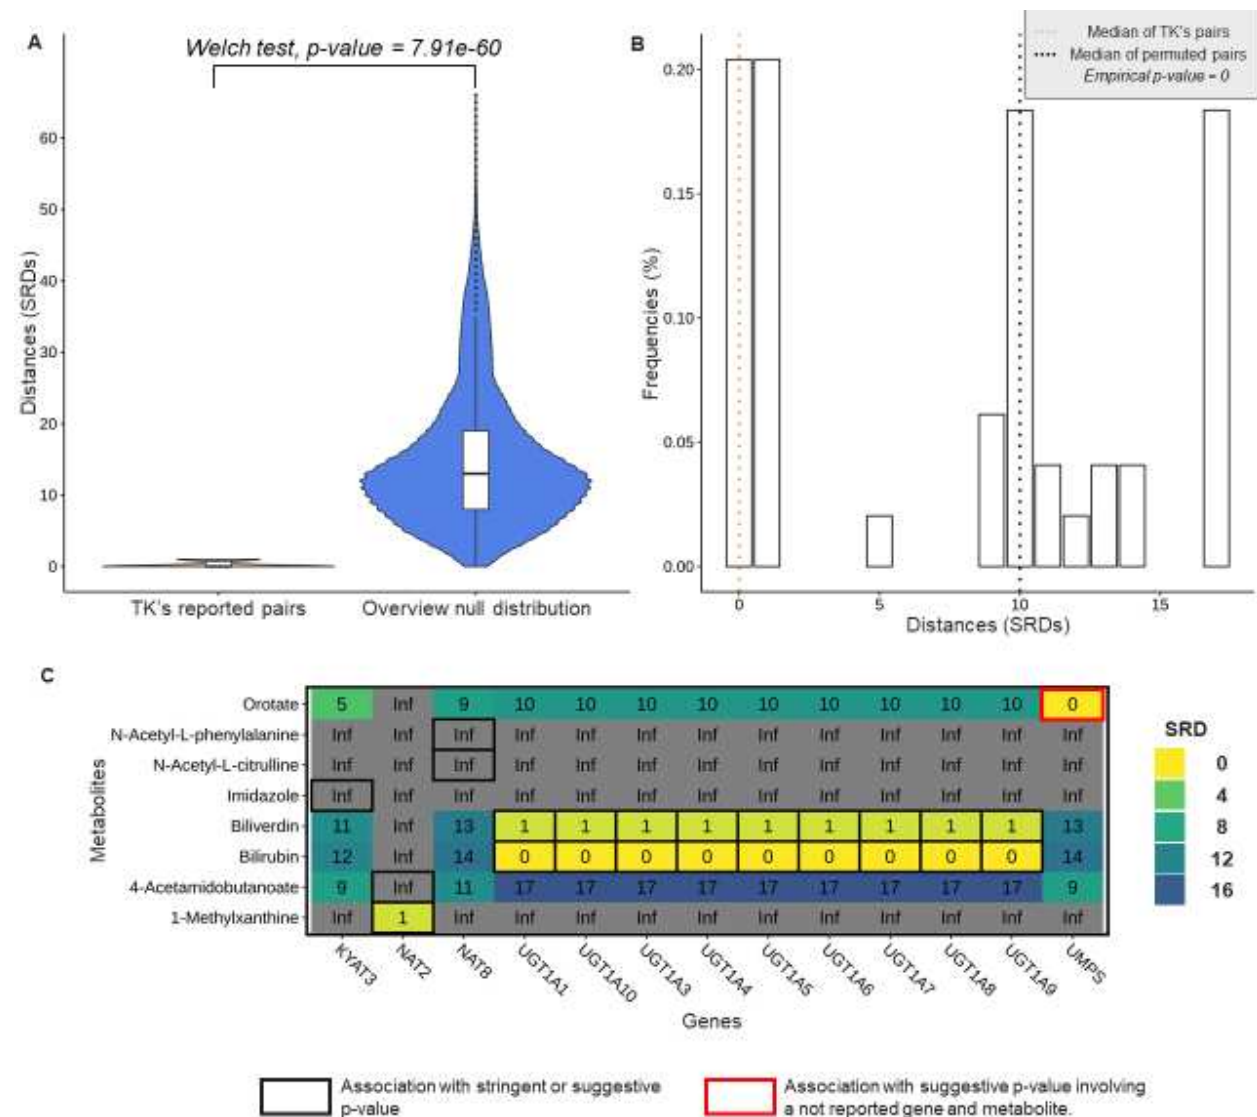 A
Welch test, p-value = 7.91e-60
Distances (SRDs)
60
50
40
30
20
10
0
TK's reported pairs
Overview null distribution
B
Median of TK's pairs
Median of permuted pairs
Empirical p-value = 0
Frequencies (%)
0.20
0.15
0.10
0.05
0.00
0 5 10 15
Distances (SRDs)
C
Metabolites
Orotate 5 Inf 9 10 10 10 10 10 10 10 10 10 0
N-Acetyl-L-phenylalanine Inf Inf Inf Inf Inf Inf Inf Inf Inf Inf Inf Inf Inf
N-Acetyl-L-citrulline Inf Inf Inf Inf Inf Inf Inf Inf Inf Inf Inf Inf Inf
Imidazole Inf Inf Inf Inf Inf Inf Inf Inf Inf Inf Inf Inf Inf
Biliverdin 11 Inf 13 1 1 1 1 1 1 1 1 1 13
Bilirubin 12 Inf 14 0 0 0 0 0 0 0 0 0 14
4-Acetamidobutanoate 9 Inf 11 17 17 17 17 17 17 17 17 17 9
1-Methylxanthine Inf 1 Inf Inf Inf Inf Inf Inf Inf Inf Inf Inf Inf
KYAT3 NAT2 NAT8 UGT1A1 UGT1A10 UGT1A3 UGT1A4 UGT1A5 UGT1A6 UGT1A7 UGT1A8 UGT1A9 UMPS
Genes
SRD
0
4
8
12
16
Association with stringent or suggestive
p-value
Association with suggestive p-value involving
a not reported gene and metabolite.